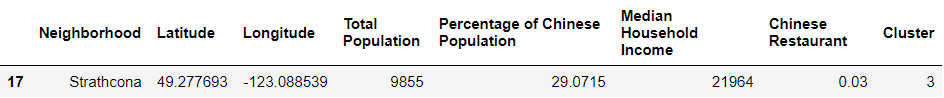 Neighborhood Latitude Longitude Total Population Percentage of Chinese Population Median Household Income Chinese Restaurant Cluster
17 Strathcona 49.277693 -123.088539 9855 29.0715 21964 0.03 3